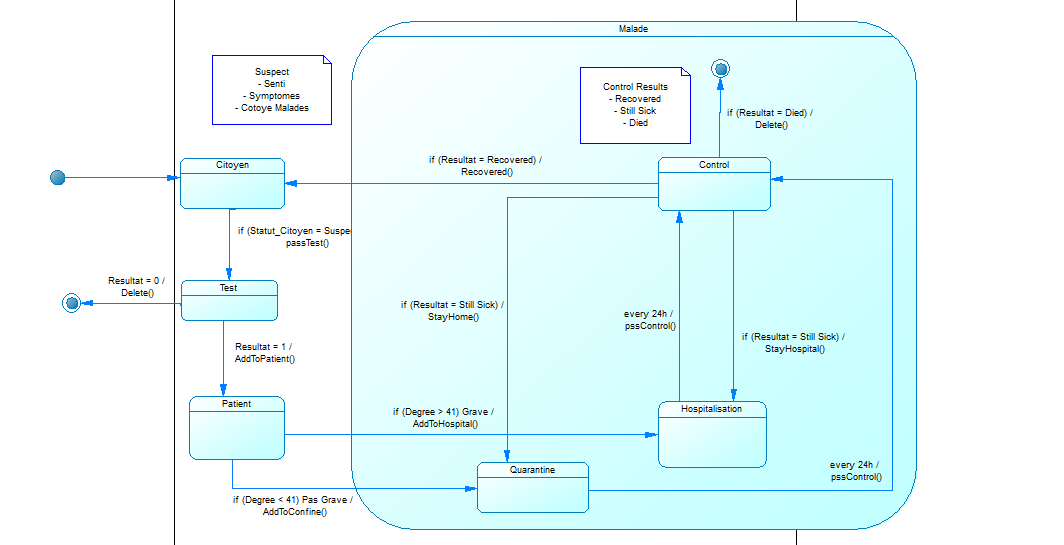 Malade
Suspect
- Senti
- Symptomes
- Cotoye Malades
Control Results
- Recovered
- Still Sick
- Died
if (Resultat = Died) /
Delete()
Citoyen
if (Resultat = Recovered) /
Recovered()
Control
if (Statut_Citoyen = Suspe
passTest()
Resultat = 0 /
Delete()
Test
if (Resultat = Still Sick) /
StayHome()
every 24h /
pssControl()
if (Resultat = Still Sick) /
StayHospital()
Resultat = 1 /
AddToPatient()
Patient
if (Degree > 41) Grave /
AddToHospital()
Hospitalisation
Quarantine
every 24h /
pssControl()
if (Degree < 41) Pas Grave /
AddToConfine()